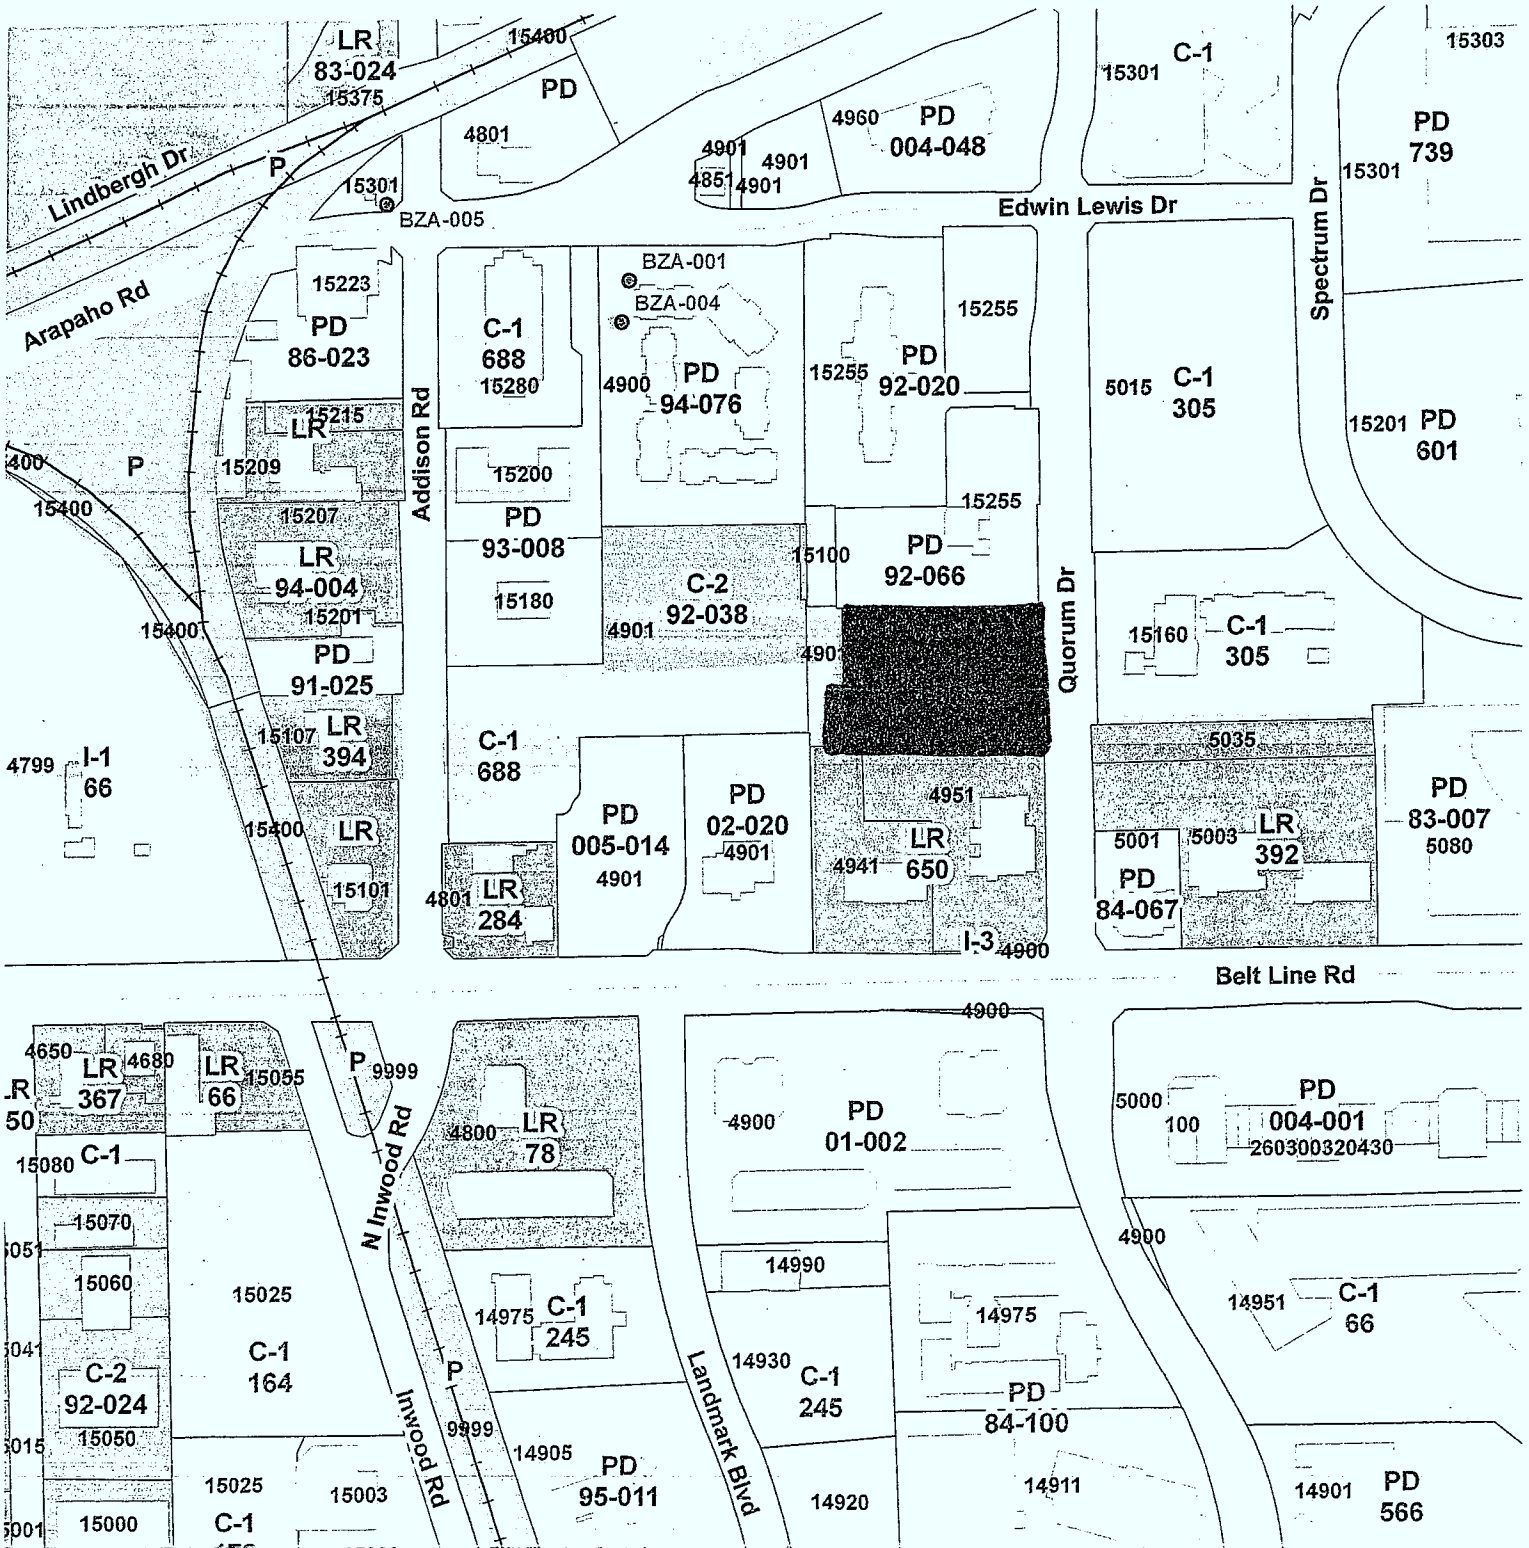 LR
83-024
15375
15400
PD
4801
4960
PD
004-048
15301
C-1
15303
PD
739
15301
Lindbergh Dr
P
15301
BZA-005
4901
4901
4851
4901
Edwin Lewis Dr
Spectrum Dr
Arapaho Rd
15223
PD
86-023
C-1
688
15280
BZA-001
BZA-004
4900
PD
94-076
15255
PD
92-020
15255
5015
C-1
305
15201
PD
601
Addison Rd
15215
LR
15209
400
P
15400
15207
LR
94-004
15201
15200
PD
93-008
15180
C-2
92-038
4901
15255
15100
PD
92-066
Quorum Dr
15400
PD
91-025
15160
C-1
305
15107
LR
394
C-1
688
5035
4799
I-1
66
15400
LR
15101
4801
LR
284
PD
005-014
4901
PD
02-020
4901
4951
LR
650
4941
I-3
4900
5001
5003
LR
392
PD
84-067
PD
83-007
5080
Belt Line Rd
4900
4650
LR
367
4680
LR
66
15055
P
9999
50
4800
LR
78
4900
PD
01-002
5000
100
PD
004-001
260300320430
15080
C-1
N Inwood Rd
15070
15060
15025
C-1
164
14975
C-1
245
14990
14930
C-1
245
14975
PD
84-100
4900
14951
C-1
66
C-2
92-024
15050
Inwood Rd
P
9999
14905
PD
95-011
Landmark Blvd
14920
14911
14901
PD
566
15000
15025
C-1
15003